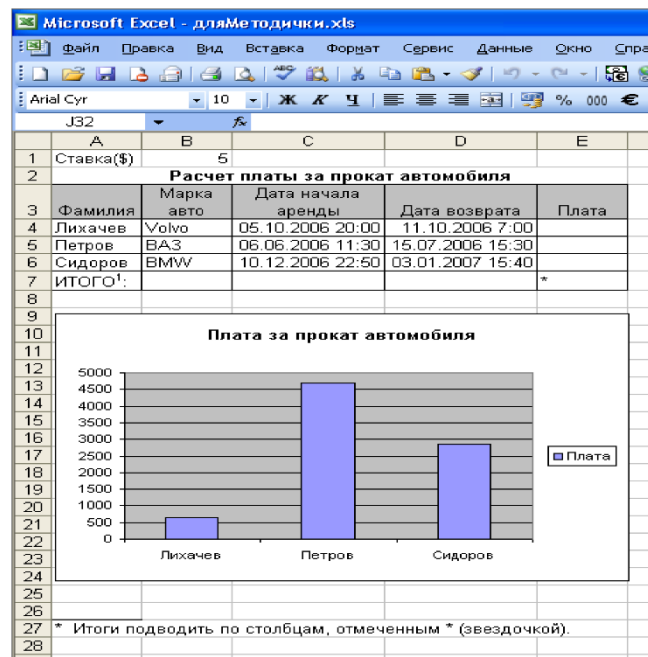 Microsoft Excel - дляМетодички.xls
Файл Правка Вид Вставка Формат Сервис Данные Окно Спра
Arial Cyr 10 Ж К Ч % 000 €
J32 fx
A B C D E
1 Ставка($) 5
2 Расчет платы за прокат автомобиля
Марка Дата начала
3 Фамилия авто аренды Дата возврата Плата
4 Лихачев Volvo 05.10.2006 20:00 11.10.2006 7:00
5 Петров ВАЗ 06.06.2006 11:30 15.07.2006 15:30
6 Сидоров BMW 10.12.2006 22:50 03.01.2007 15:40
7 ИТОГО¹: *
8
9
10 Плата за прокат автомобиля
11
12 5000
13 4500
14 4000
15 3500
16 3000
17 2500 Плата
18 2000
19 1500
20 1000
21 500
22 0
23 Лихачев Петров Сидоров
24
25
26
27 * Итоги подводить по столбцам, отмеченным * (звездочкой).
28